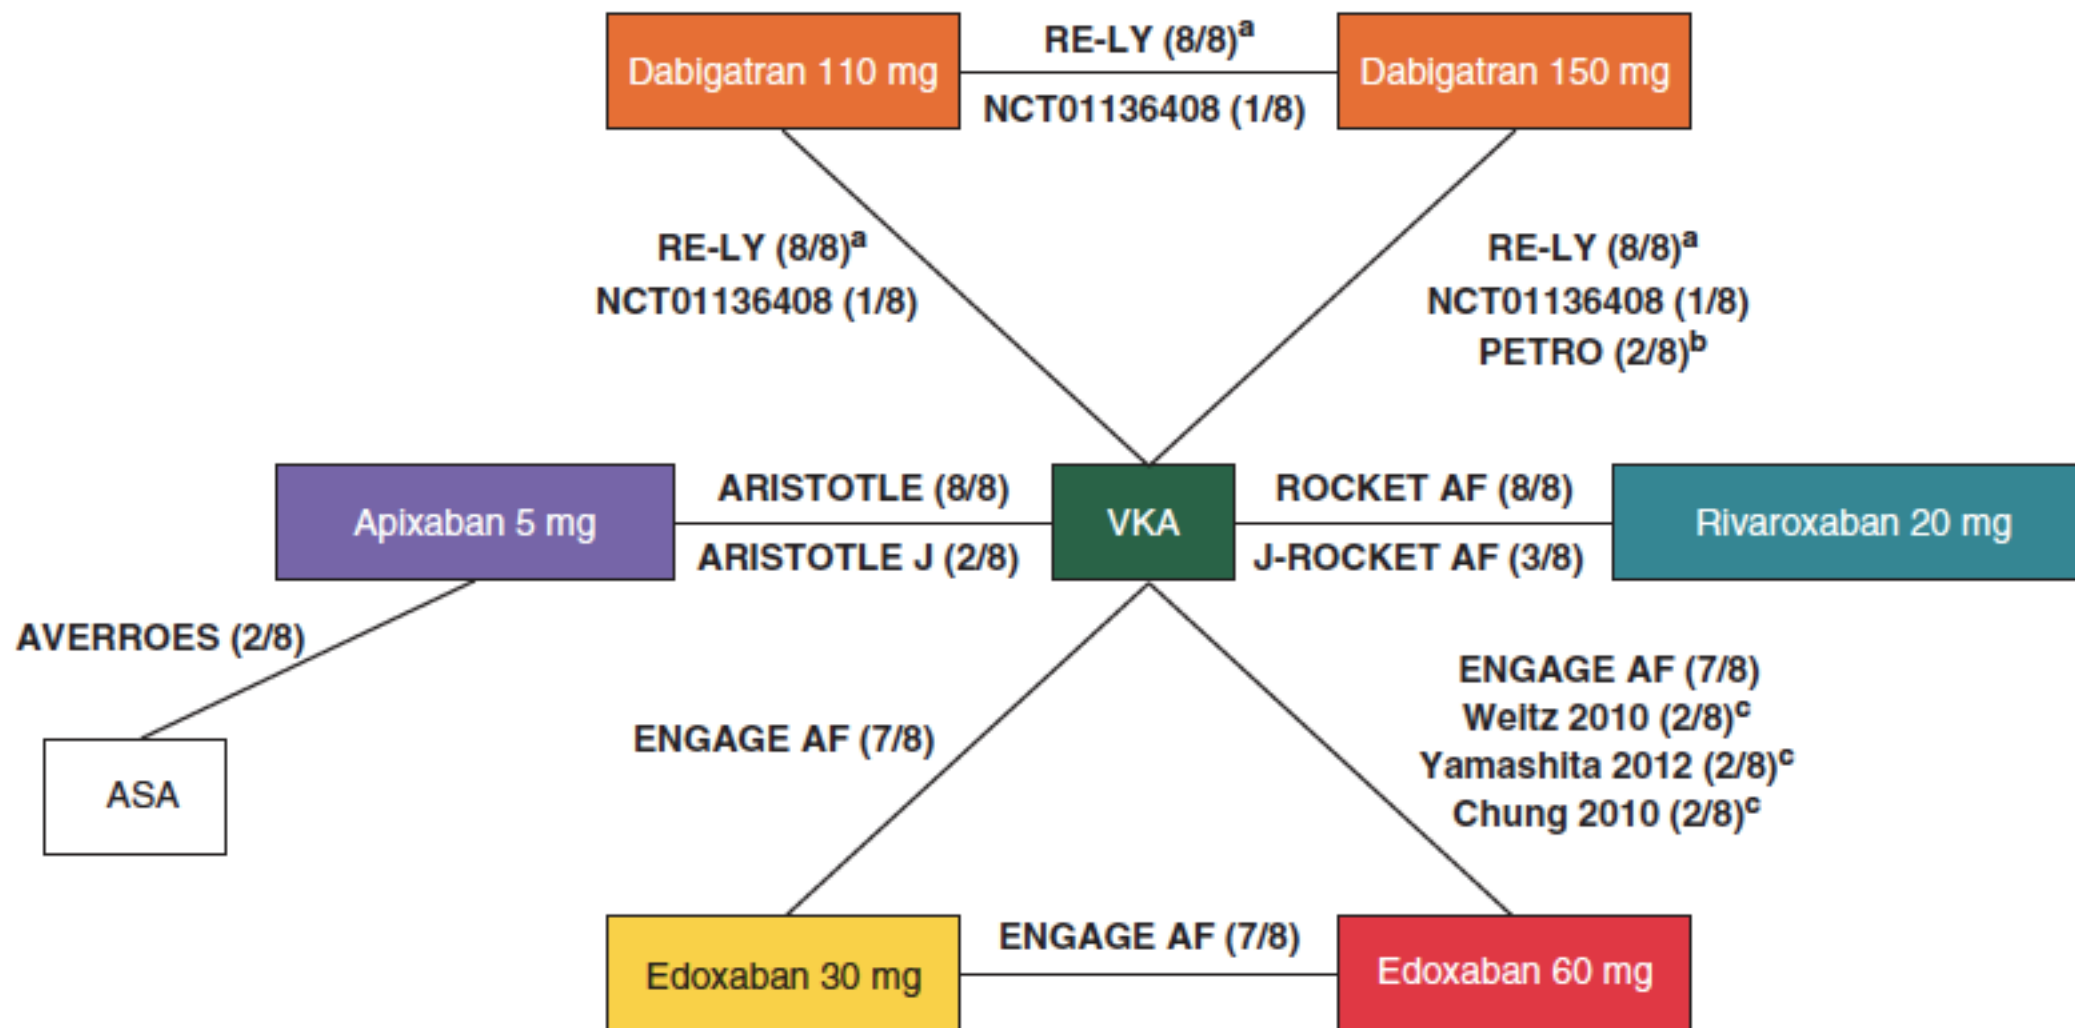 Dabigatran 110 mg
RE-LY (8/8)ᵃ
NCT01136408 (1/8)
Dabigatran 150 mg
RE-LY (8/8)ᵃ
NCT01136408 (1/8)
RE-LY (8/8)ᵃ
NCT01136408 (1/8)
PETRO (2/8)ᵇ
Apixaban 5 mg
ARISTOTLE (8/8)
ARISTOTLE J (2/8)
VKA
ROCKET AF (8/8)
J-ROCKET AF (3/8)
Rivaroxaban 20 mg
AVERROES (2/8)
ASA
ENGAGE AF (7/8)
ENGAGE AF (7/8)
Weitz 2010 (2/8)ᶜ
Yamashita 2012 (2/8)ᶜ
Chung 2010 (2/8)ᶜ
Edoxaban 30 mg
ENGAGE AF (7/8)
Edoxaban 60 mg